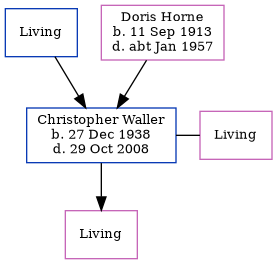 Living
Doris Horne
b. 11 Sep 1913
d. abt Jan 1957
Christopher Waller
b. 27 Dec 1938
d. 29 Oct 2008
Living
Living